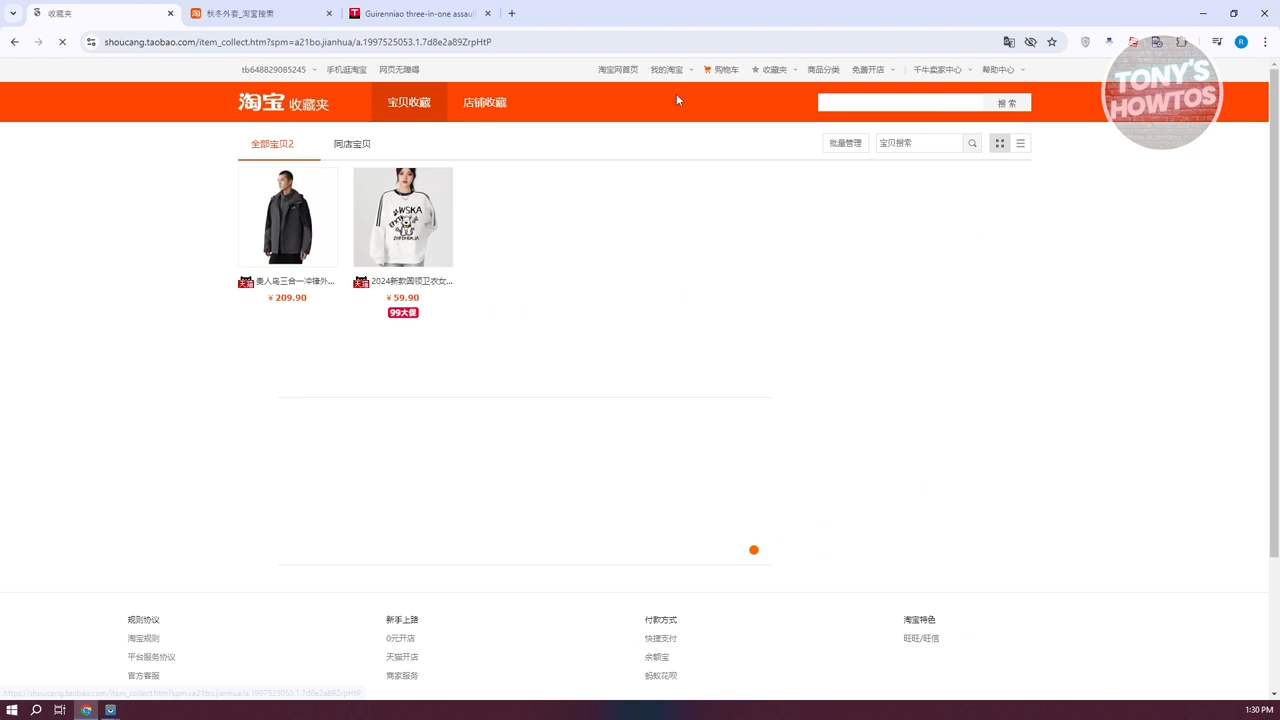 收藏夹
秋冬外套_淘宝搜索
Guirenniao three-in-one assaul
shoucang.taobao.com/item_collect.htm?spm=a21bo.jianhua/a.1997525053.1.7d8e2a89ZrpHtP
tb648829085245 手机逛淘宝 网页无障碍
淘宝网首页 我的淘宝 购物车 收藏夹 商品分类 免费开店 千牛卖家中心 帮助中心
TONY'S HOWTOS
淘宝 收藏夹 宝贝收藏 店铺收藏 搜 索
全部宝贝2 同店宝贝 批量管理 宝贝搜索
WSKA
天猫 贵人鸟三合一冲锋外...
¥ 209.90
天猫 2024新款圆领卫衣女...
¥ 59.90
99大促
规则协议 新手上路 付款方式 淘宝特色
淘宝规则 0元开店 快捷支付 旺旺/旺信
平台服务协议 天猫开店 余额宝
官方客服 商家服务 蚂蚁花呗
https://shoucang.taobao.com/item_collect.htm?spm=a21bo.jianhua/a.1997525053.1.7d8e2a89ZrpHtP
1:30 PM